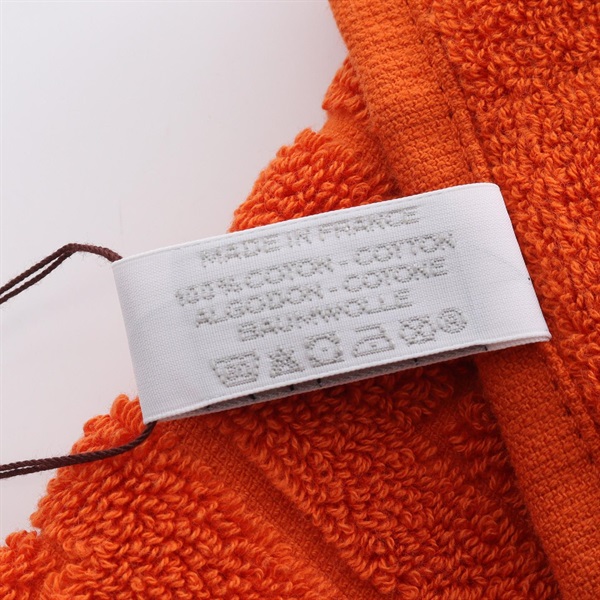 MADE IN FRANCE
100% COTON - COTTON
ALGODON - COTONE
BAUMWOLLE